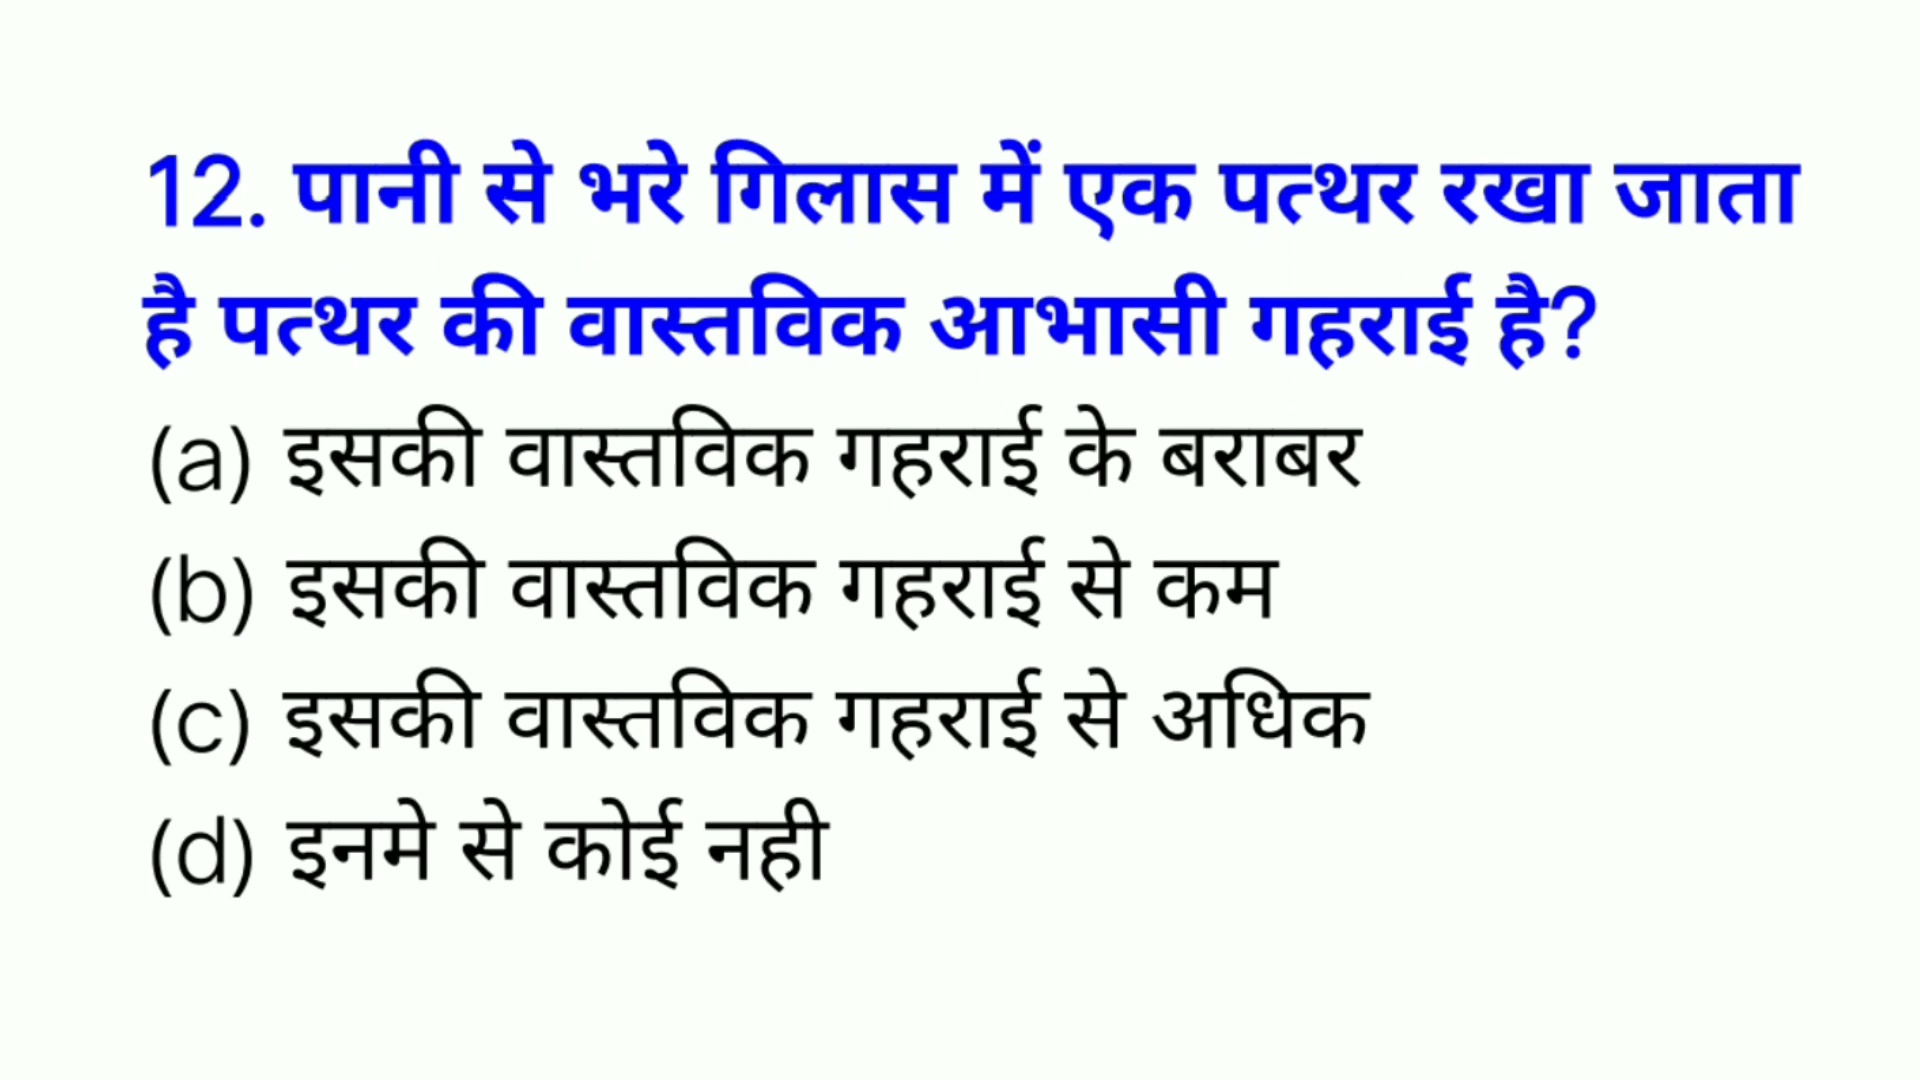 12. पानी से भरे गिलास में एक पत्थर रखा जाता
है पत्थर की वास्तविक आभासी गहराई है?
(a) इसकी वास्तविक गहराई के बराबर
(b) इसकी वास्तविक गहराई से कम
(c) इसकी वास्तविक गहराई से अधिक
(d) इनमे से कोई नही